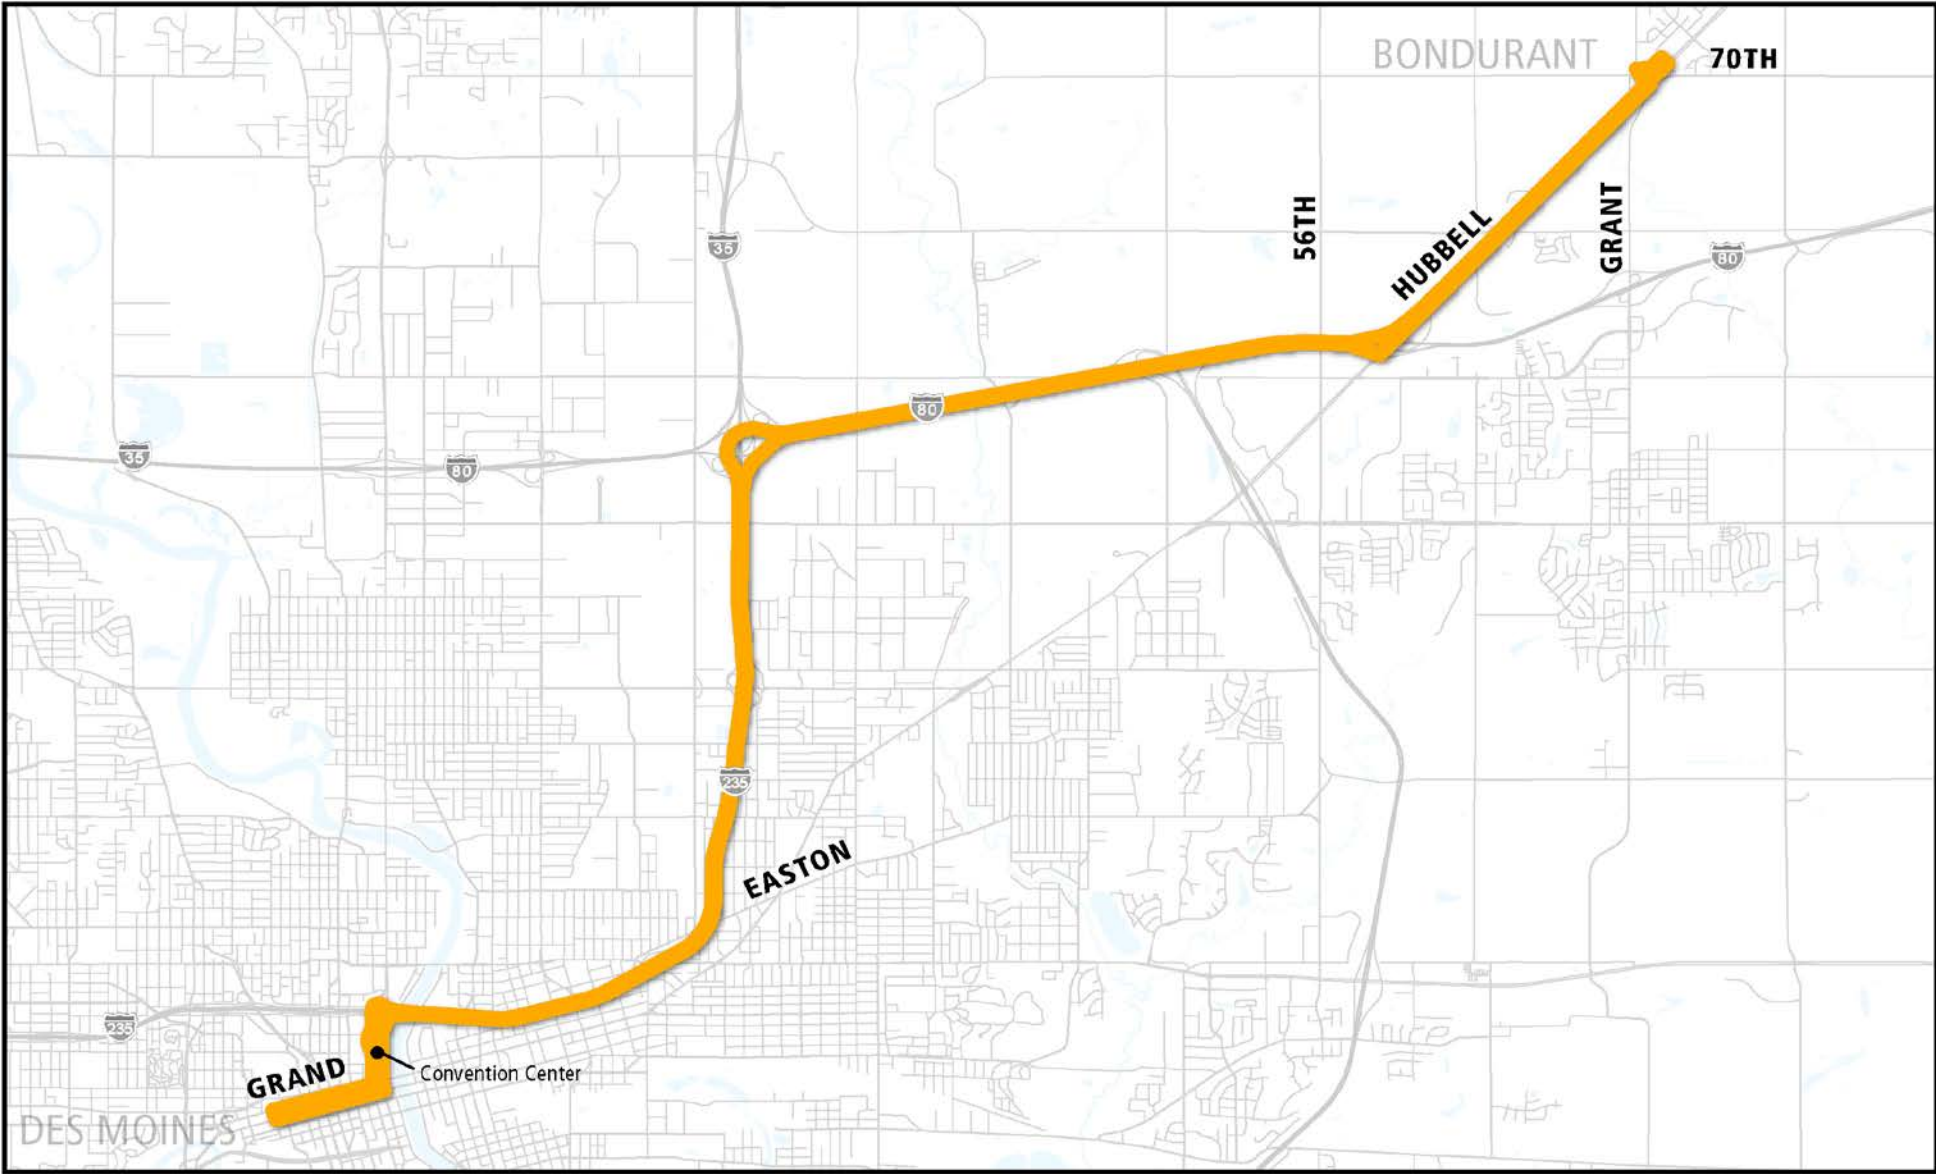 BONDURANT
70TH
56TH
HUBBELL
GRANT
35
80
80
35
80
235
EASTON
235
GRAND
Convention Center
DES MOINES